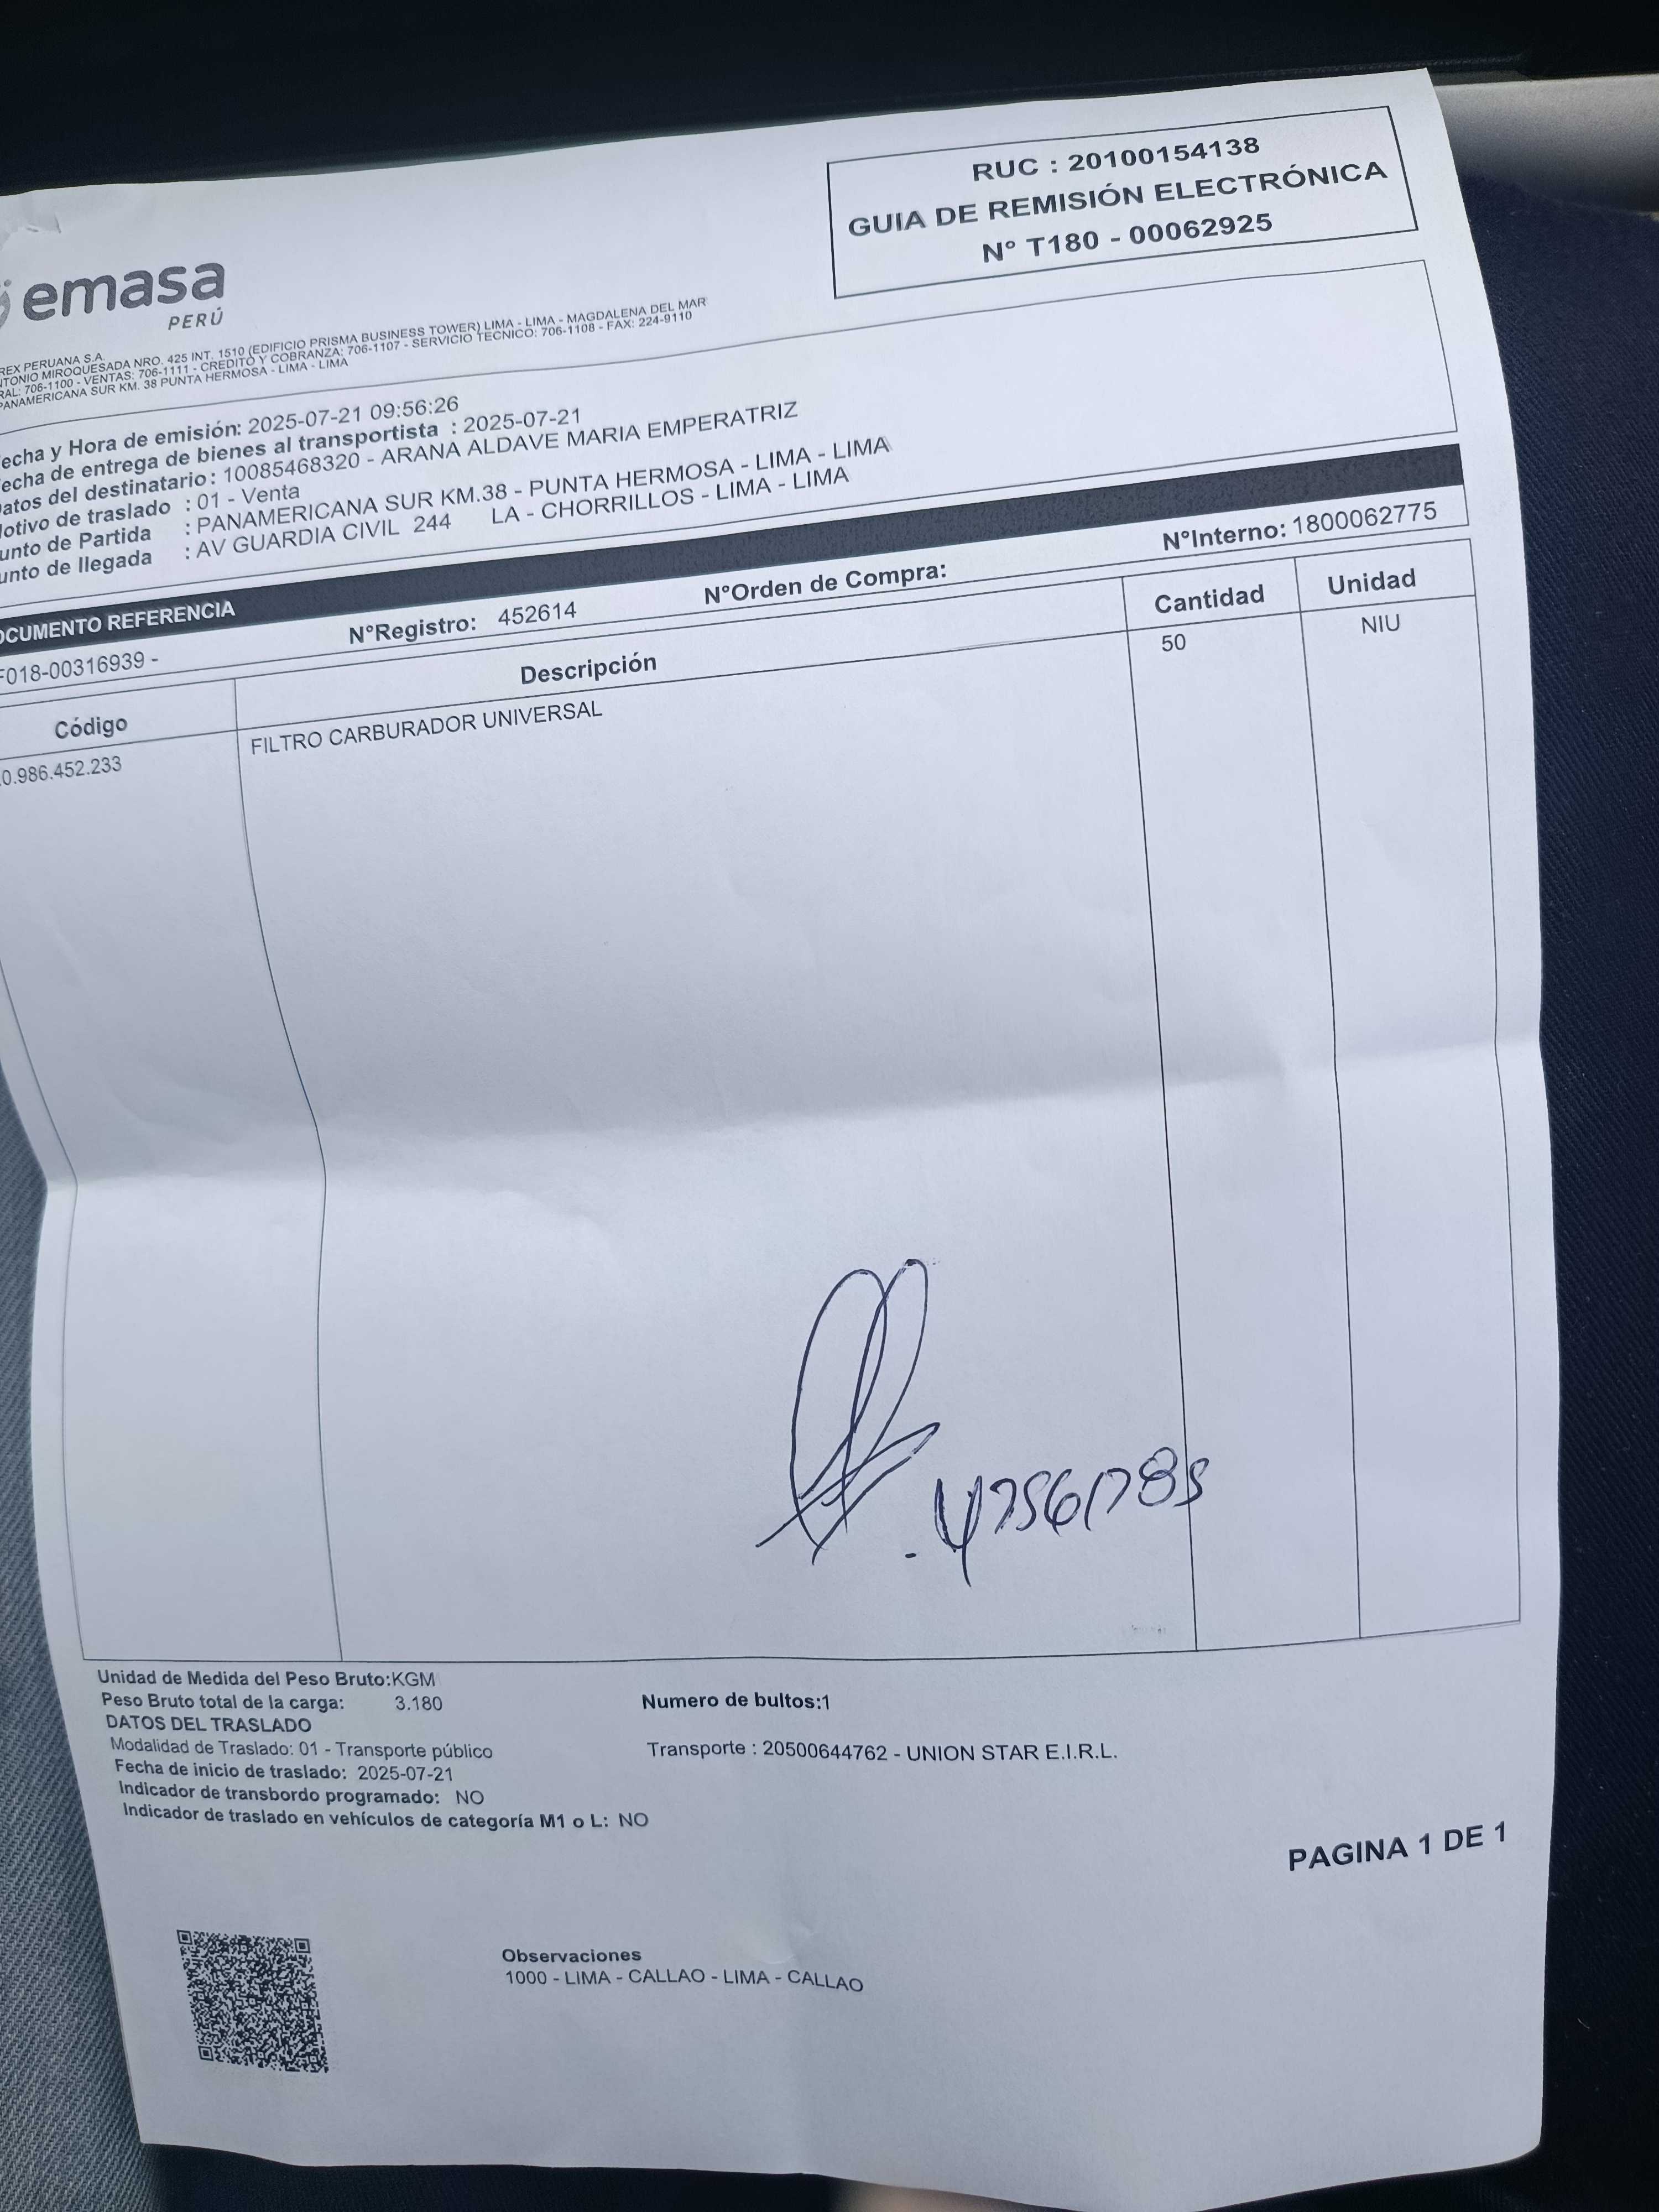 RUC : 20100154138
GUIA DE REMISIÓN ELECTRÓNICA
Nº T180 - 00062925
emasa
PERÚ
REX PERUANA S.A.
NTONIO MIROQUESADA NRO. 425 INT. 1510 (EDIFICIO PRISMA BUSINESS TOWER) LIMA - LIMA - MAGDALENA DEL MAR
RAL: 706-1100 - VENTAS: 706-1111 - CREDITO Y COBRANZA: 706-1107 - SERVICIO TECNICO: 706-1108 - FAX: 224-9110
PANAMERICANA SUR KM. 38 PUNTA HERMOSA - LIMA - LIMA
echa y Hora de emisión: 2025-07-21 09:56:26
echa de entrega de bienes al transportista : 2025-07-21
atos del destinatario : 10085468320 - ARANA ALDAVE MARIA EMPERATRIZ
otivo de traslado : 01 - Venta
unto de Partida : PANAMERICANA SUR KM.38 - PUNTA HERMOSA - LIMA - LIMA
unto de llegada : AV GUARDIA CIVIL 244 LA - CHORRILLOS - LIMA - LIMA
OCUMENTO REFERENCIA
F018-00316939 - N°Registro: 452614 N°Orden de Compra: N°Interno: 1800062775
Código Descripción Cantidad Unidad
0.986.452.233 FILTRO CARBURADOR UNIVERSAL 50 NIU
Unidad de Medida del Peso Bruto:KGM
Peso Bruto total de la carga: 3.180 Numero de bultos:1
DATOS DEL TRASLADO
Modalidad de Traslado: 01 - Transporte público Transporte : 20500644762 - UNION STAR E.I.R.L.
Fecha de inicio de traslado: 2025-07-21
Indicador de transbordo programado: NO
Indicador de traslado en vehículos de categoría M1 o L: NO
PAGINA 1 DE 1
Observaciones
1000 - LIMA - CALLAO - LIMA - CALLAO